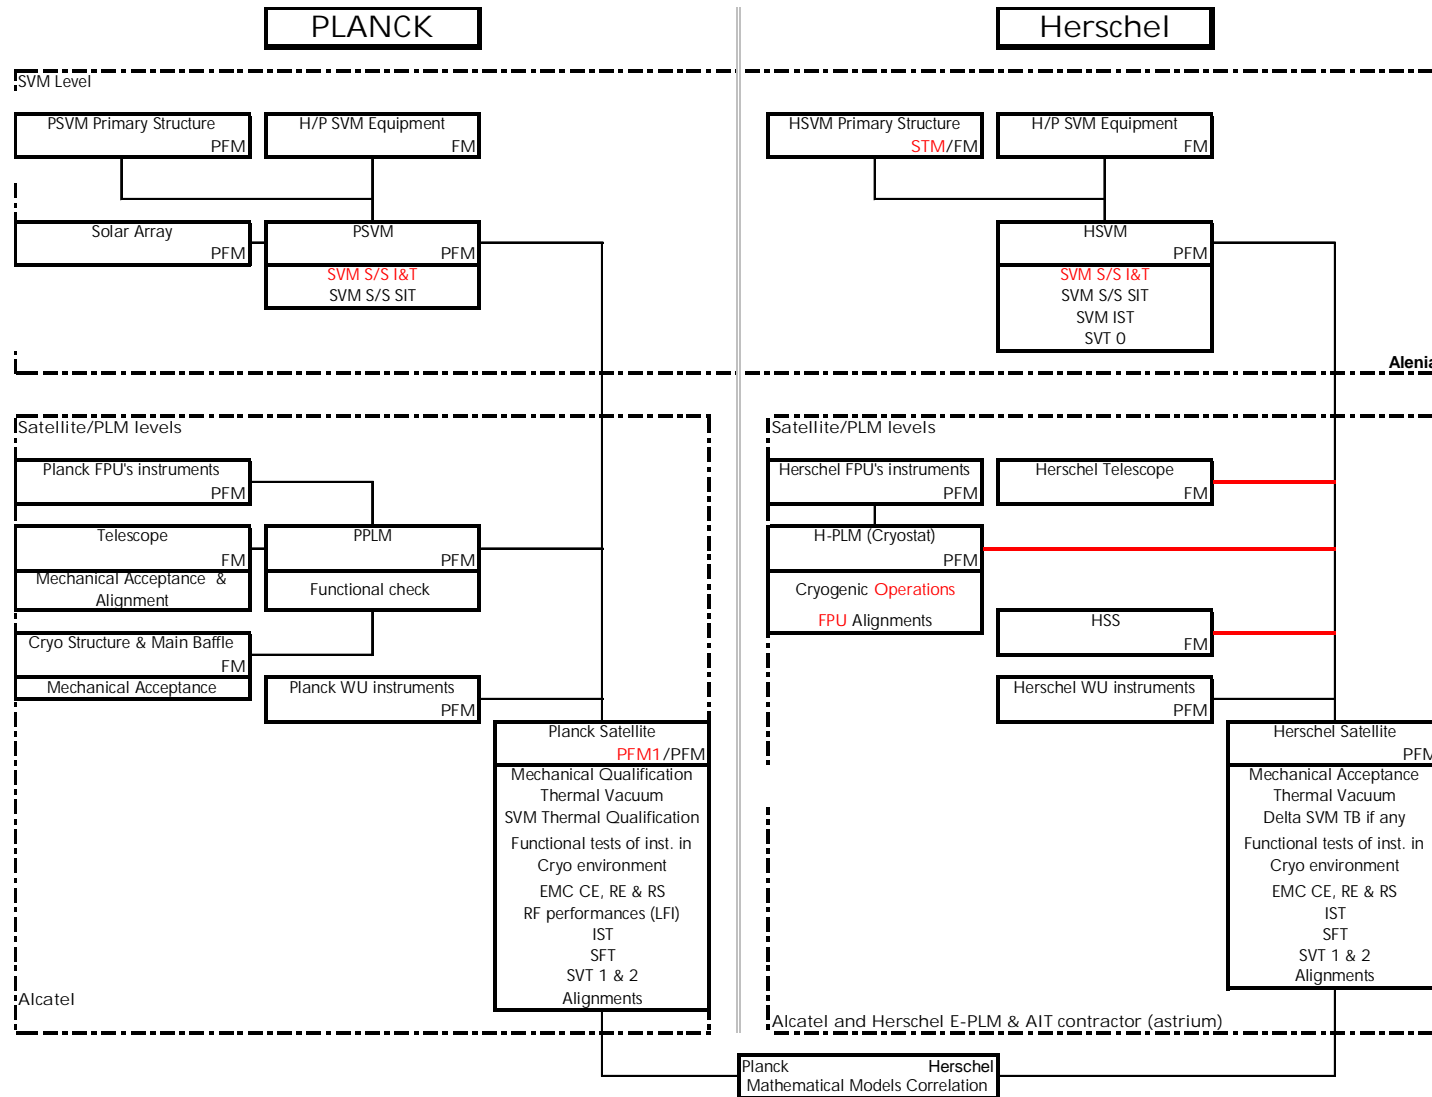 PLANCK
Herschel
SVM Level
PSVM Primary Structure
PFM
H/P SVM Equipment
FM
HSVM Primary Structure
STM/FM
H/P SVM Equipment
FM
Solar Array
PFM
PSVM
PFM
SVM S/S I&T
SVM S/S SIT
HSVM
PFM
SVM S/S I&T
SVM S/S SIT
SVM IST
SVT 0
Alenia
Satellite/PLM levels
Planck FPU's instruments
PFM
Telescope
FM
Mechanical Acceptance &
Alignment
PPLM
PFM
Functional check
Cryo Structure & Main Baffle
FM
Mechanical Acceptance
Planck WU instruments
PFM
Planck Satellite
PFM1/PFM
Mechanical Qualification
Thermal Vacuum
SVM Thermal Qualification
Functional tests of inst. in
Cryo environment
EMC CE, RE & RS
RF performances (LFI)
IST
SFT
SVT 1 & 2
Alignments
Alcatel
Satellite/PLM levels
Herschel FPU's instruments
PFM
Herschel Telescope
FM
H-PLM (Cryostat)
PFM
Cryogenic Operations
FPU Alignments
HSS
FM
Herschel WU instruments
PFM
Herschel Satellite
PFM
Mechanical Acceptance
Thermal Vacuum
Delta SVM TB if any
Functional tests of inst. in
Cryo environment
EMC CE, RE & RS
IST
SFT
SVT 1 & 2
Alignments
Alcatel and Herschel E-PLM & AIT contractor (astrium)
Planck Herschel
Mathematical Models Correlation